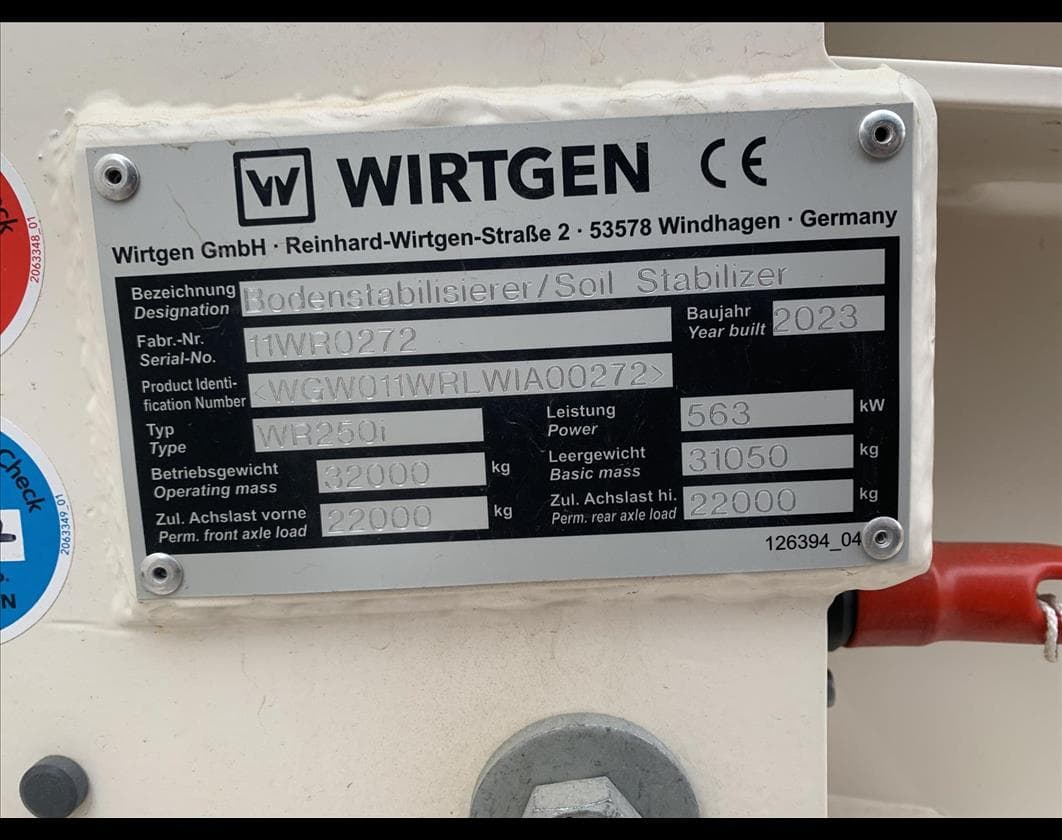 W WIRTGEN CE
Wirtgen GmbH · Reinhard-Wirtgen-Straße 2 · 53578 Windhagen · Germany
Bezeichnung
Designation
Bodenstabilisierer/Soil Stabilizer
Fabr.-Nr.
Serial-No.
11WR0272
Baujahr
Year built
2023
Product Identi-
fication Number
<WGW011WRLWIA00272>
Typ
Type
WR250i
Leistung
Power
563 kW
Betriebsgewicht
Operating mass
32000 kg
Leergewicht
Basic mass
31050 kg
Zul. Achslast vorne
Perm. front axle load
22000 kg
Zul. Achslast hi.
Perm. rear axle load
22000 kg
126394_04
2063348_01
Check
2063349_01